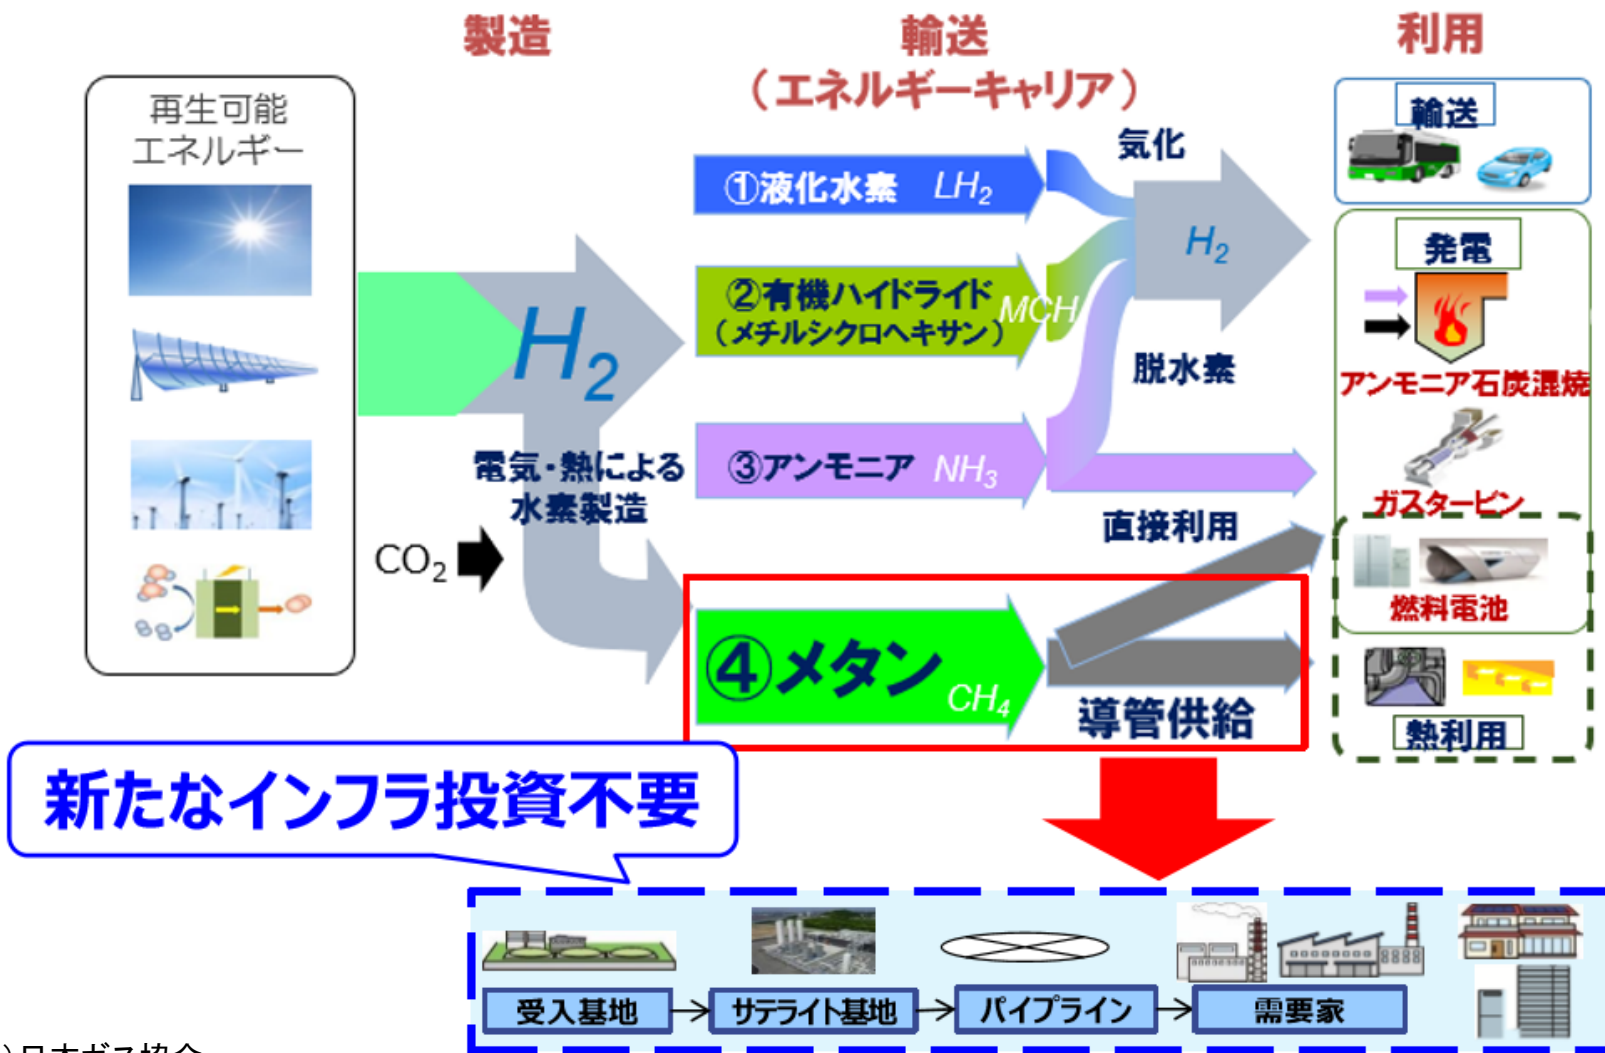 製造
輸送
（エネルギーキャリア）
利用
再生可能
エネルギー
H2
電気・熱による
水素製造
CO2
①液化水素 LH2
②有機ハイドライド
（メチルシクロヘキサン） MCH
③アンモニア NH3
④メタン CH4
気化
H2
脱水素
直接利用
導管供給
輸送
発電
アンモニア石炭混焼
ガスタービン
燃料電池
熱利用
新たなインフラ投資不要
受入基地
サテライト基地
パイプライン
需要家